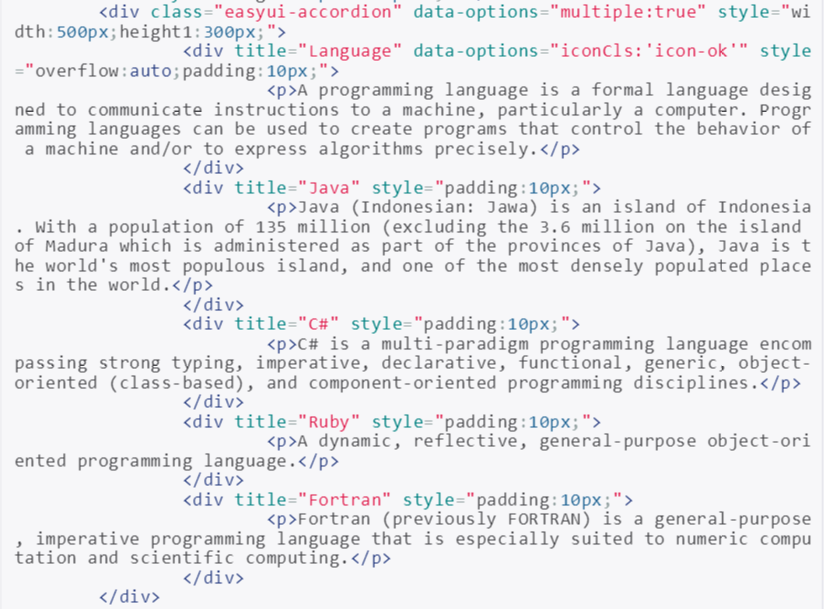 <div class="easyui-accordion" data-options="multiple:true" style="wi
dth:500px;height1:300px;">
<div title="Language" data-options="iconCls:'icon-ok'" style
="overflow:auto;padding:10px;">
<p>A programming language is a formal language desig
ned to communicate instructions to a machine, particularly a computer. Progr
amming languages can be used to create programs that control the behavior of
a machine and/or to express algorithms precisely.</p>
</div>
<div title="Java" style="padding:10px;">
<p>Java (Indonesian: Jawa) is an island of Indonesia
. With a population of 135 million (excluding the 3.6 million on the island
of Madura which is administered as part of the provinces of Java), Java is t
he world's most populous island, and one of the most densely populated place
s in the world.</p>
</div>
<div title="C#" style="padding:10px;">
<p>C# is a multi-paradigm programming language encom
passing strong typing, imperative, declarative, functional, generic, object-
oriented (class-based), and component-oriented programming disciplines.</p>
</div>
<div title="Ruby" style="padding:10px;">
<p>A dynamic, reflective, general-purpose object-ori
ented programming language.</p>
</div>
<div title="Fortran" style="padding:10px;">
<p>Fortran (previously FORTRAN) is a general-purpose
, imperative programming language that is especially suited to numeric compu
tation and scientific computing.</p>
</div>
</div>